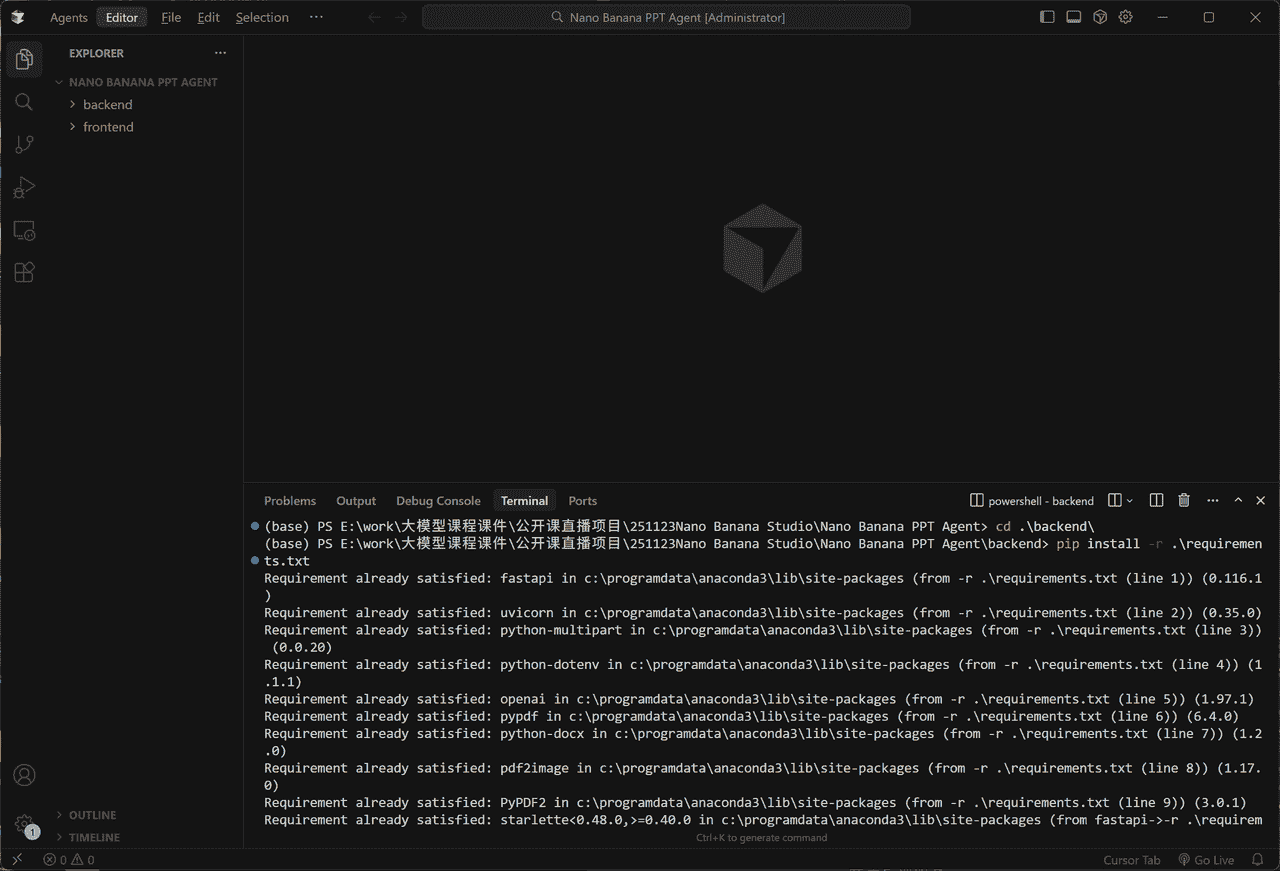 Agents Editor File Edit Selection ··· Nano Banana PPT Agent [Administrator]
EXPLORER ···
NANO BANANA PPT AGENT
backend
frontend
Problems Output Debug Console Terminal Ports powershell - backend ···
(base) PS E:\work\大模型课程课件\公开课直播项目\251123Nano Banana Studio\Nano Banana PPT Agent> cd .\backend\
(base) PS E:\work\大模型课程课件\公开课直播项目\251123Nano Banana Studio\Nano Banana PPT Agent\backend> pip install -r .\requiremen
ts.txt
Requirement already satisfied: fastapi in c:\programdata\anaconda3\lib\site-packages (from -r .\requirements.txt (line 1)) (0.116.1
)
Requirement already satisfied: uvicorn in c:\programdata\anaconda3\lib\site-packages (from -r .\requirements.txt (line 2)) (0.35.0)
Requirement already satisfied: python-multipart in c:\programdata\anaconda3\lib\site-packages (from -r .\requirements.txt (line 3))
(0.0.20)
Requirement already satisfied: python-dotenv in c:\programdata\anaconda3\lib\site-packages (from -r .\requirements.txt (line 4)) (1
.1.1)
Requirement already satisfied: openai in c:\programdata\anaconda3\lib\site-packages (from -r .\requirements.txt (line 5)) (1.97.1)
Requirement already satisfied: pypdf in c:\programdata\anaconda3\lib\site-packages (from -r .\requirements.txt (line 6)) (6.4.0)
Requirement already satisfied: python-docx in c:\programdata\anaconda3\lib\site-packages (from -r .\requirements.txt (line 7)) (1.2
.0)
Requirement already satisfied: pdf2image in c:\programdata\anaconda3\lib\site-packages (from -r .\requirements.txt (line 8)) (1.17.
0)
Requirement already satisfied: PyPDF2 in c:\programdata\anaconda3\lib\site-packages (from -r .\requirements.txt (line 9)) (3.0.1)
Requirement already satisfied: starlette<0.48.0,>=0.40.0 in c:\programdata\anaconda3\lib\site-packages (from fastapi->-r .\requirem
Ctrl+K to generate command
1
OUTLINE
TIMELINE
0 0 Cursor Tab Go Live